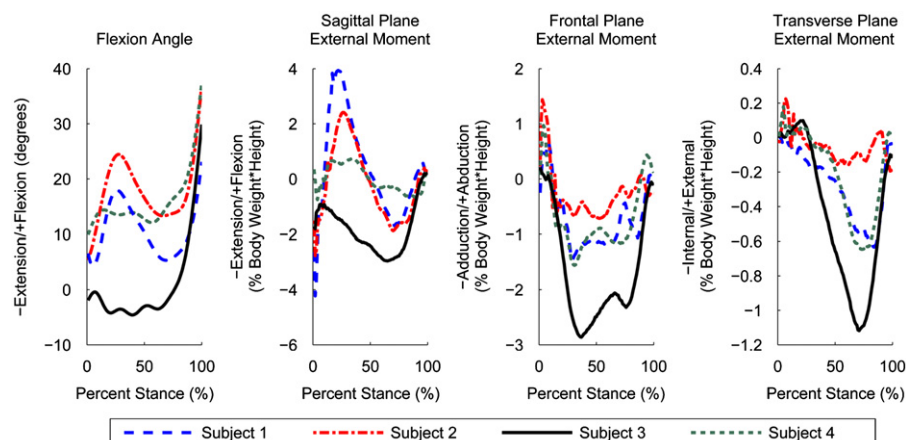 Flexion Angle
−Extension/+Flexion (degrees)
40
30
20
10
0
−10
0
50
100
Percent Stance (%)
Sagittal Plane
External Moment
−Extension/+Flexion
(% Body Weight*Height)
4
2
0
−2
−4
−6
0
50
100
Percent Stance (%)
Frontal Plane
External Moment
−Adduction/+Abduction
(% Body Weight*Height)
2
1
0
−1
−2
−3
0
50
100
Percent Stance (%)
Transverse Plane
External Moment
−Internal/+External
(% Body Weight*Height)
0.4
0.2
0
−0.2
−0.4
−0.6
−0.8
−1
−1.2
0
50
100
Percent Stance (%)
Subject 1
Subject 2
Subject 3
Subject 4